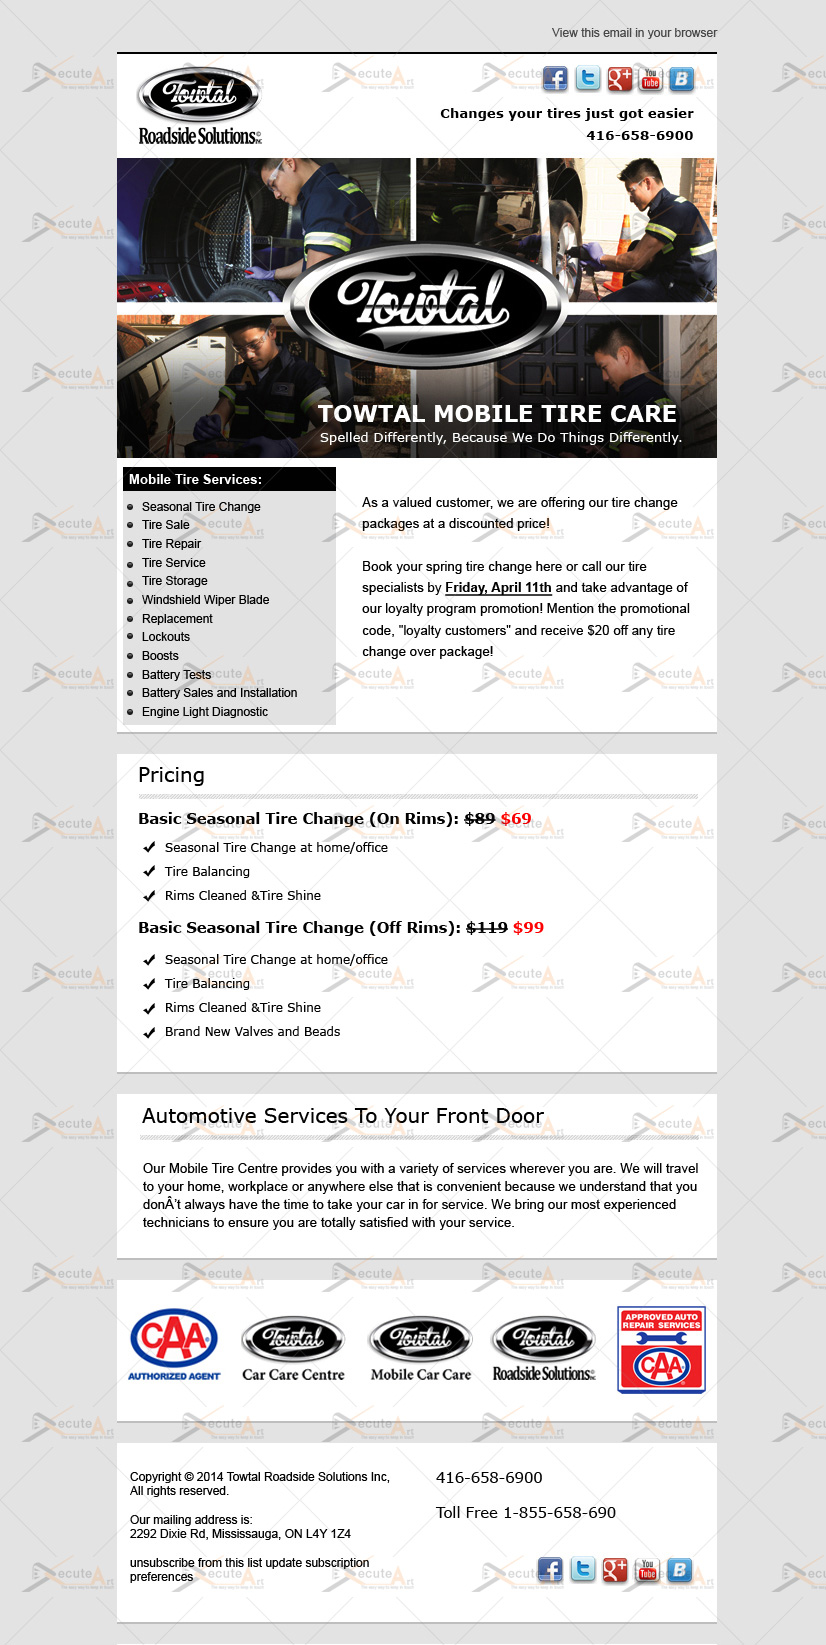 View this email in your browser
Towtal
Roadside Solutions
Changes your tires just got easier
416-658-6900
Towtal
TOWTAL MOBILE TIRE CARE
Spelled Differently, Because We Do Things Differently.
Mobile Tire Services:
Seasonal Tire Change
Tire Sale
Tire Repair
Tire Service
Tire Storage
Windshield Wiper Blade
Replacement
Lockouts
Boosts
Battery Tests
Battery Sales and Installation
Engine Light Diagnostic
As a valued customer, we are offering our tire change
packages at a discounted price!
Book your spring tire change here or call our tire
specialists by Friday, April 11th and take advantage of
our loyalty program promotion! Mention the promotional
code, "loyalty customers" and receive $20 off any tire
change over package!
Pricing
Basic Seasonal Tire Change (On Rims): $89 $69
Seasonal Tire Change at home/office
Tire Balancing
Rims Cleaned &Tire Shine
Basic Seasonal Tire Change (Off Rims): $119 $99
Seasonal Tire Change at home/office
Tire Balancing
Rims Cleaned &Tire Shine
Brand New Valves and Beads
Automotive Services To Your Front Door
Our Mobile Tire Centre provides you with a variety of services wherever you are. We will travel
to your home, workplace or anywhere else that is convenient because we understand that you
donÂ't always have the time to take your car in for service. We bring our most experienced
technicians to ensure you are totally satisfied with your service.
CAA
AUTHORIZED AGENT
Towtal
Car Care Centre
Towtal
Mobile Car Care
Towtal
Roadside Solutions
APPROVED AUTO
REPAIR SERVICES
CAA
Copyright © 2014 Towtal Roadside Solutions Inc,
All rights reserved.
Our mailing address is:
2292 Dixie Rd, Mississauga, ON L4Y 1Z4
unsubscribe from this list update subscription
preferences
416-658-6900
Toll Free 1-855-658-690